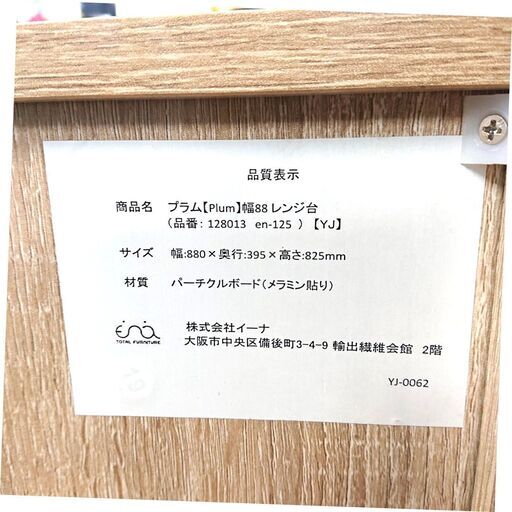 品質表示
商品名 プラム【Plum】幅88 レンジ台
（品番: 128013 en-125 ）【YJ】
サイズ 幅:880×奥行:395×高さ:825mm
材質 パーチクルボード（メラミン貼り）
ena 株式会社イーナ
TOTAL FURNITURE 大阪市中央区備後町3-4-9 輸出繊維会館 2階
YJ-0062